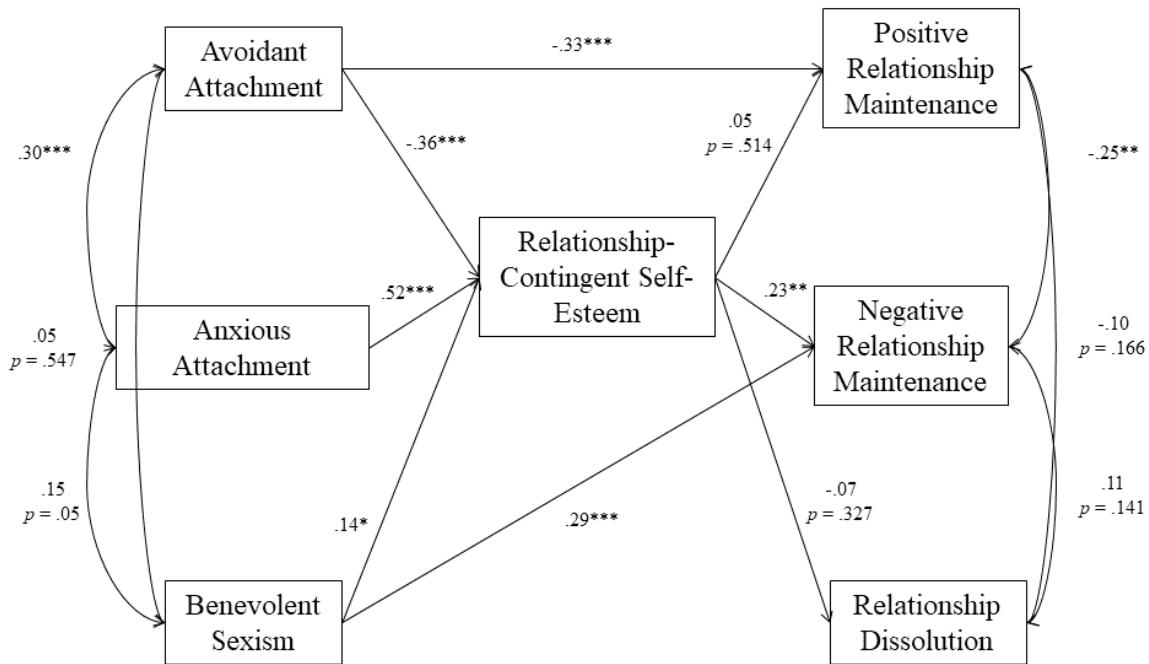 Avoidant
Attachment
-.33***
Positive
Relationship
Maintenance
.30***
-.36***
.05
p = .514
-.25**
Relationship-
Contingent Self-
Esteem
.52***
.23**
Anxious
Attachment
.05
p = .547
Negative
Relationship
Maintenance
-.10
p = .166
.15
p = .05
.14*
.29***
-.07
p = .327
.11
p = .141
Benevolent
Sexism
Relationship
Dissolution